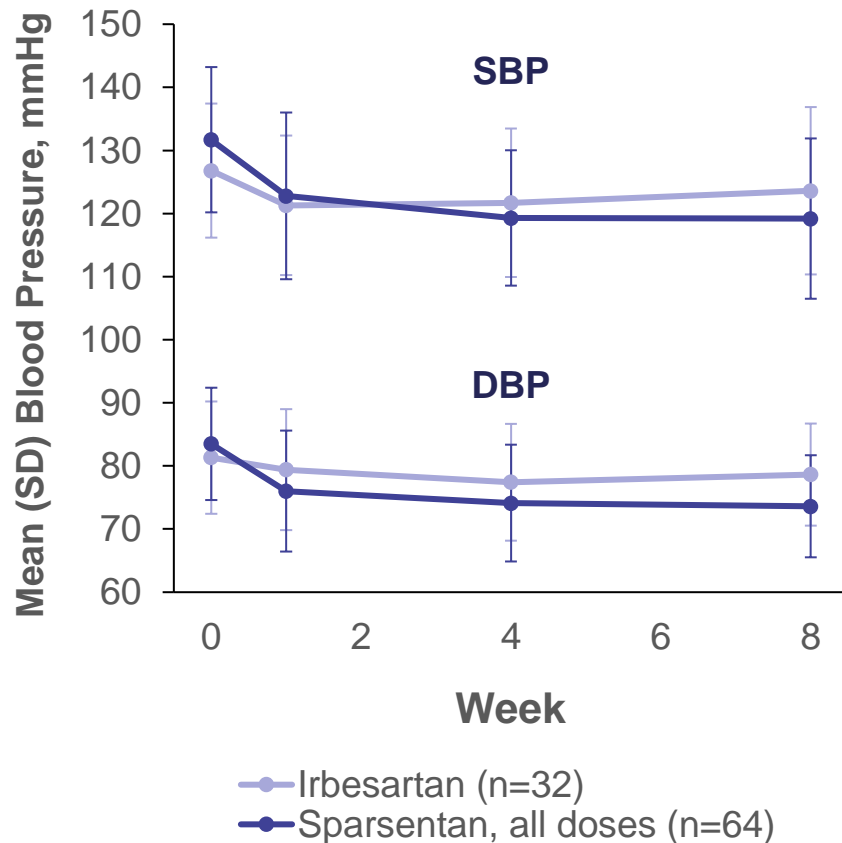 Mean (SD) Blood Pressure, mmHg
150
140
130
120
110
100
90
80
70
60
SBP
DBP
0 2 4 6 8
Week
Irbesartan (n=32)
Sparsentan, all doses (n=64)